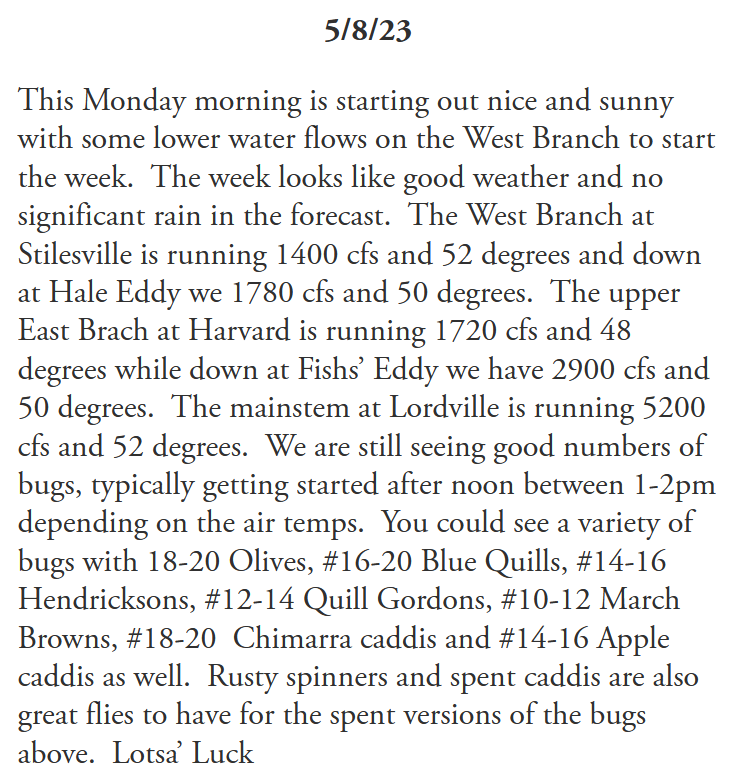 5/8/23
This Monday morning is starting out nice and sunny
with some lower water flows on the West Branch to start
the week.  The week looks like good weather and no
significant rain in the forecast.  The West Branch at
Stilesville is running 1400 cfs and 52 degrees and down
at Hale Eddy we 1780 cfs and 50 degrees.  The upper
East Brach at Harvard is running 1720 cfs and 48
degrees while down at Fishs’ Eddy we have 2900 cfs and
50 degrees.  The mainstem at Lordville is running 5200
cfs and 52 degrees.  We are still seeing good numbers of
bugs, typically getting started after noon between 1-2pm
depending on the air temps.  You could see a variety of
bugs with 18-20 Olives, #16-20 Blue Quills, #14-16
Hendricksons, #12-14 Quill Gordons, #10-12 March
Browns, #18-20  Chimarra caddis and #14-16 Apple
caddis as well.  Rusty spinners and spent caddis are also
great flies to have for the spent versions of the bugs
above.  Lotsa’ Luck